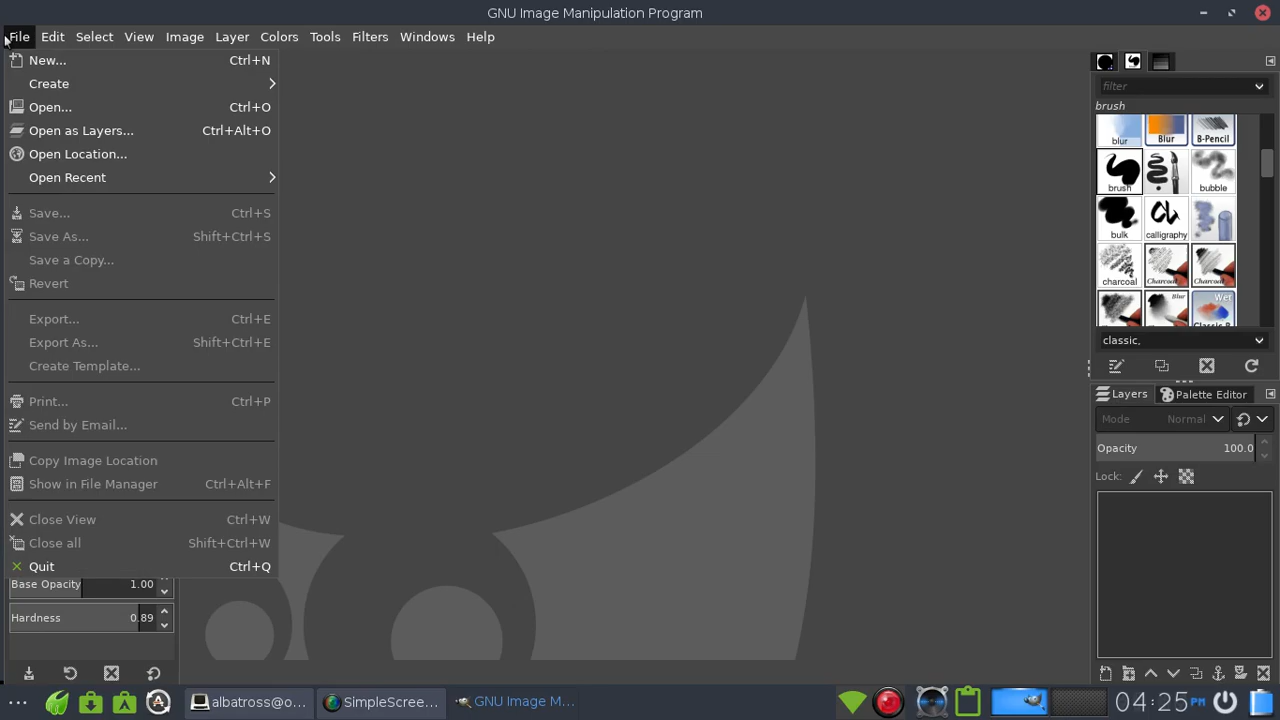 GNU Image Manipulation Program
File Edit Select View Image Layer Colors Tools Filters Windows Help
New... Ctrl+N
Create
Open... Ctrl+O
Open as Layers... Ctrl+Alt+O
Open Location...
Open Recent
Save... Ctrl+S
Save As... Shift+Ctrl+S
Save a Copy...
Revert
Export... Ctrl+E
Export As... Shift+Ctrl+E
Create Template...
Print... Ctrl+P
Send by Email...
Copy Image Location
Show in File Manager Ctrl+Alt+F
Close View Ctrl+W
Close all Shift+Ctrl+W
Quit Ctrl+Q
Base Opacity 1.00
Hardness 0.89
filter
brush
blur Blur B-Pencil
brush bubble
bulk calligraphy
charcoal Charcoal Charcoal
Blur Wet
classic,
Layers Palette Editor
Mode Normal
Opacity 100.0
Lock:
albatross@o... SimpleScree... GNU Image M... 04:25 PM